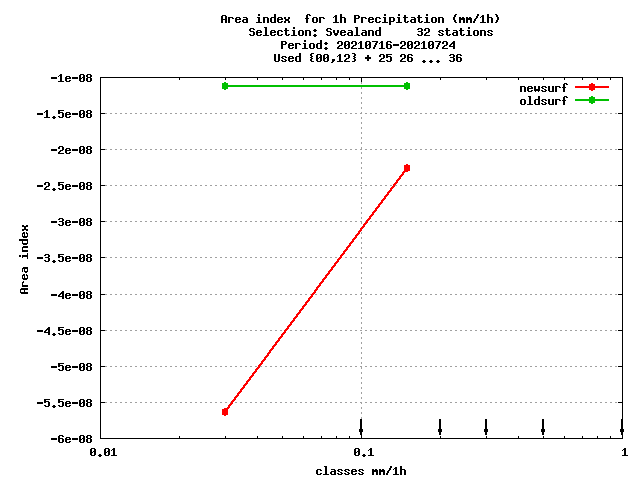 Area index  for 1h Precipitation (mm/1h)
Selection: Svealand     32 stations
Period: 20210716-20210724
Used {00,12} + 25 26 ... 36
-1e-08
newsurf
oldsurf
-1.5e-08
-2e-08
-2.5e-08
-3e-08
Area index
-3.5e-08
-4e-08
-4.5e-08
-5e-08
-5.5e-08
-6e-08
0.01
0.1
1
classes mm/1h